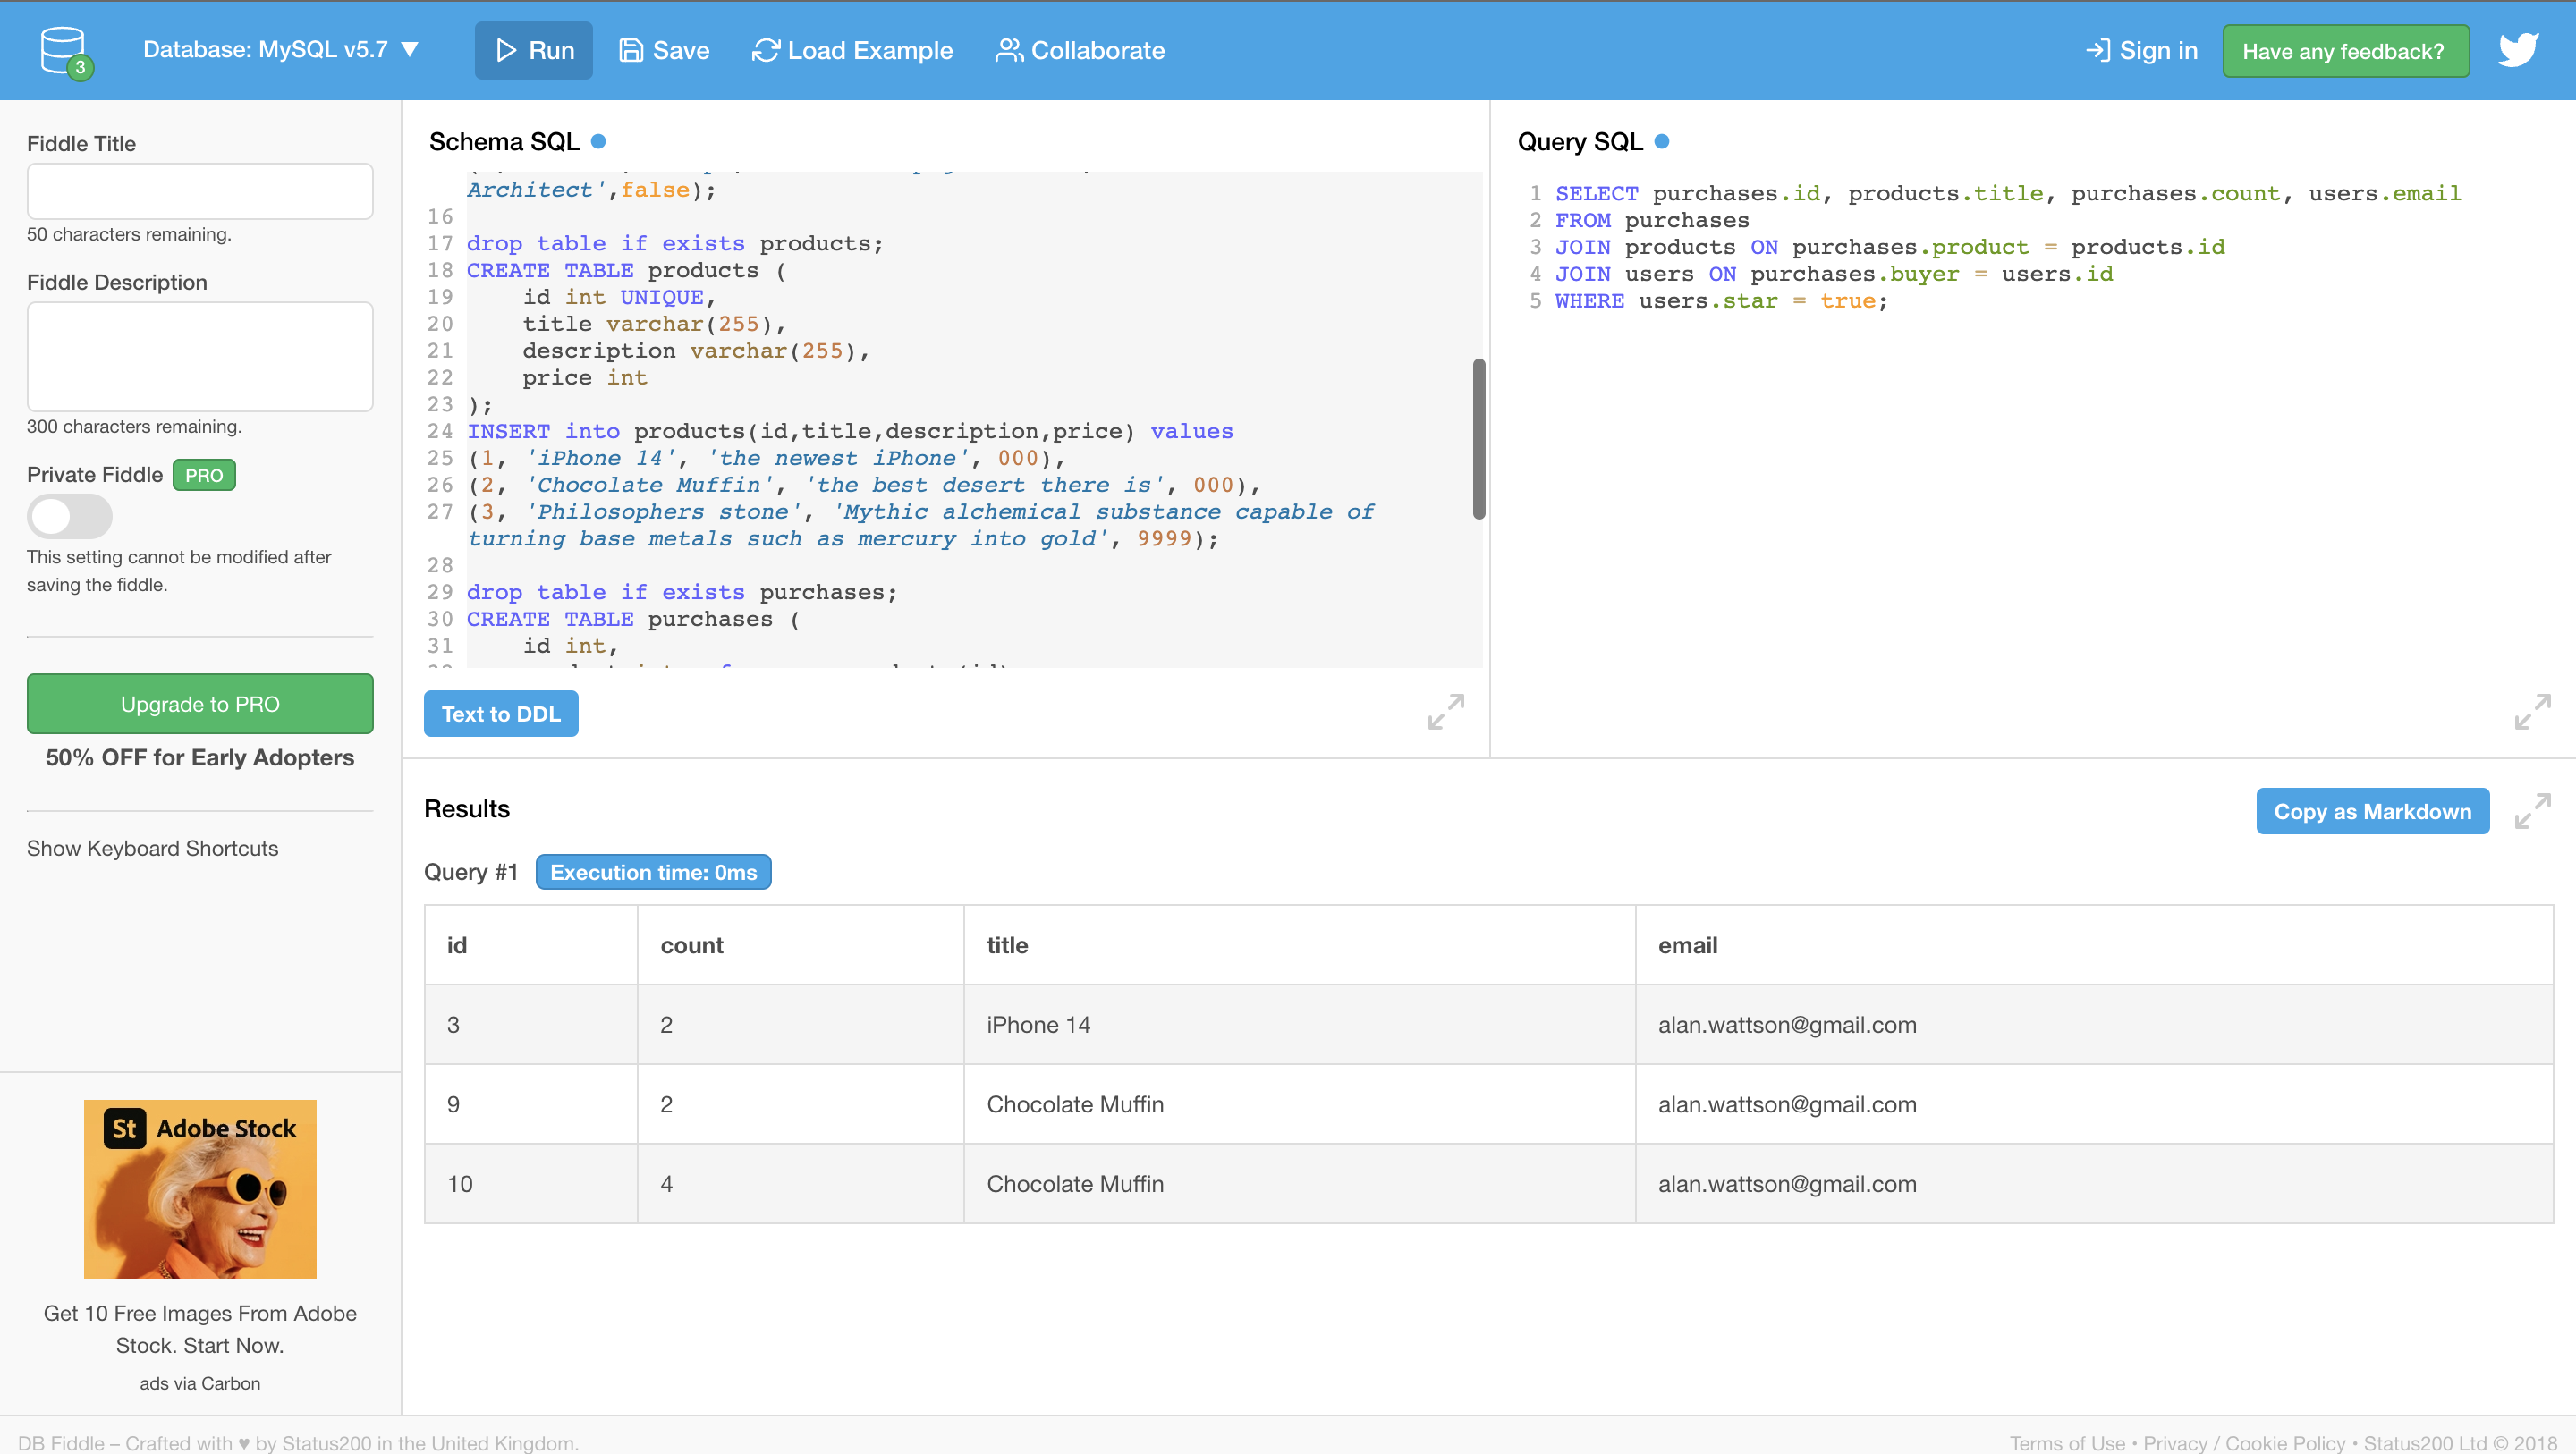 3
Database: MySQL v5.7 ▼
Run
Save
Load Example
Collaborate
Sign in
Have any feedback?
Fiddle Title
50 characters remaining.
Fiddle Description
300 characters remaining.
Private Fiddle PRO
This setting cannot be modified after
saving the fiddle.
Upgrade to PRO
50% OFF for Early Adopters
Show Keyboard Shortcuts
St Adobe Stock
Get 10 Free Images From Adobe
Stock. Start Now.
ads via Carbon
Schema SQL
Architect',false);
16
17 drop table if exists products;
18 CREATE TABLE products (
19 id int UNIQUE,
20 title varchar(255),
21 description varchar(255),
22 price int
23 );
24 INSERT into products(id,title,description,price) values
25 (1, 'iPhone 14', 'the newest iPhone', 000),
26 (2, 'Chocolate Muffin', 'the best desert there is', 000),
27 (3, 'Philosophers stone', 'Mythic alchemical substance capable of
turning base metals such as mercury into gold', 9999);
28
29 drop table if exists purchases;
30 CREATE TABLE purchases (
31 id int,
Text to DDL
Query SQL
1 SELECT purchases.id, products.title, purchases.count, users.email
2 FROM purchases
3 JOIN products ON purchases.product = products.id
4 JOIN users ON purchases.buyer = users.id
5 WHERE users.star = true;
Results
Copy as Markdown
Query #1 Execution time: 0ms
id count title email
3 2 iPhone 14 alan.wattson@gmail.com
9 2 Chocolate Muffin alan.wattson@gmail.com
10 4 Chocolate Muffin alan.wattson@gmail.com
DB Fiddle – Crafted with ♥ by Status200 in the United Kingdom.
Terms of Use • Privacy / Cookie Policy • Status200 Ltd © 2018